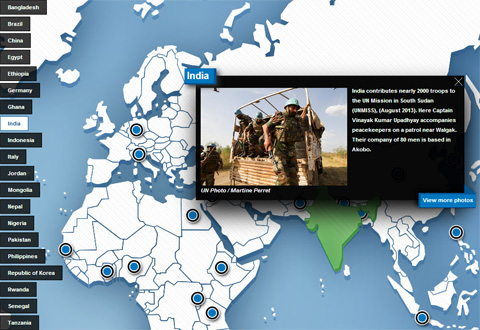 Bangladesh
Brazil
China
Egypt
Ethiopia
Germany
Ghana
India
Indonesia
Italy
Jordan
Mongolia
Nepal
Nigeria
Pakistan
Philippines
Republic of Korea
Rwanda
Senegal
Tanzania
India
India contributes nearly 2000 troops to
the UN Mission in South Sudan
(UNMISS), (August 2013). Here Captain
Vinayak Kumar Upadhyay accompanies
peacekeepers on a patrol near Walgak.
Their company of 80 men is based in
Akobo.
UN Photo / Martine Perret
View more photos